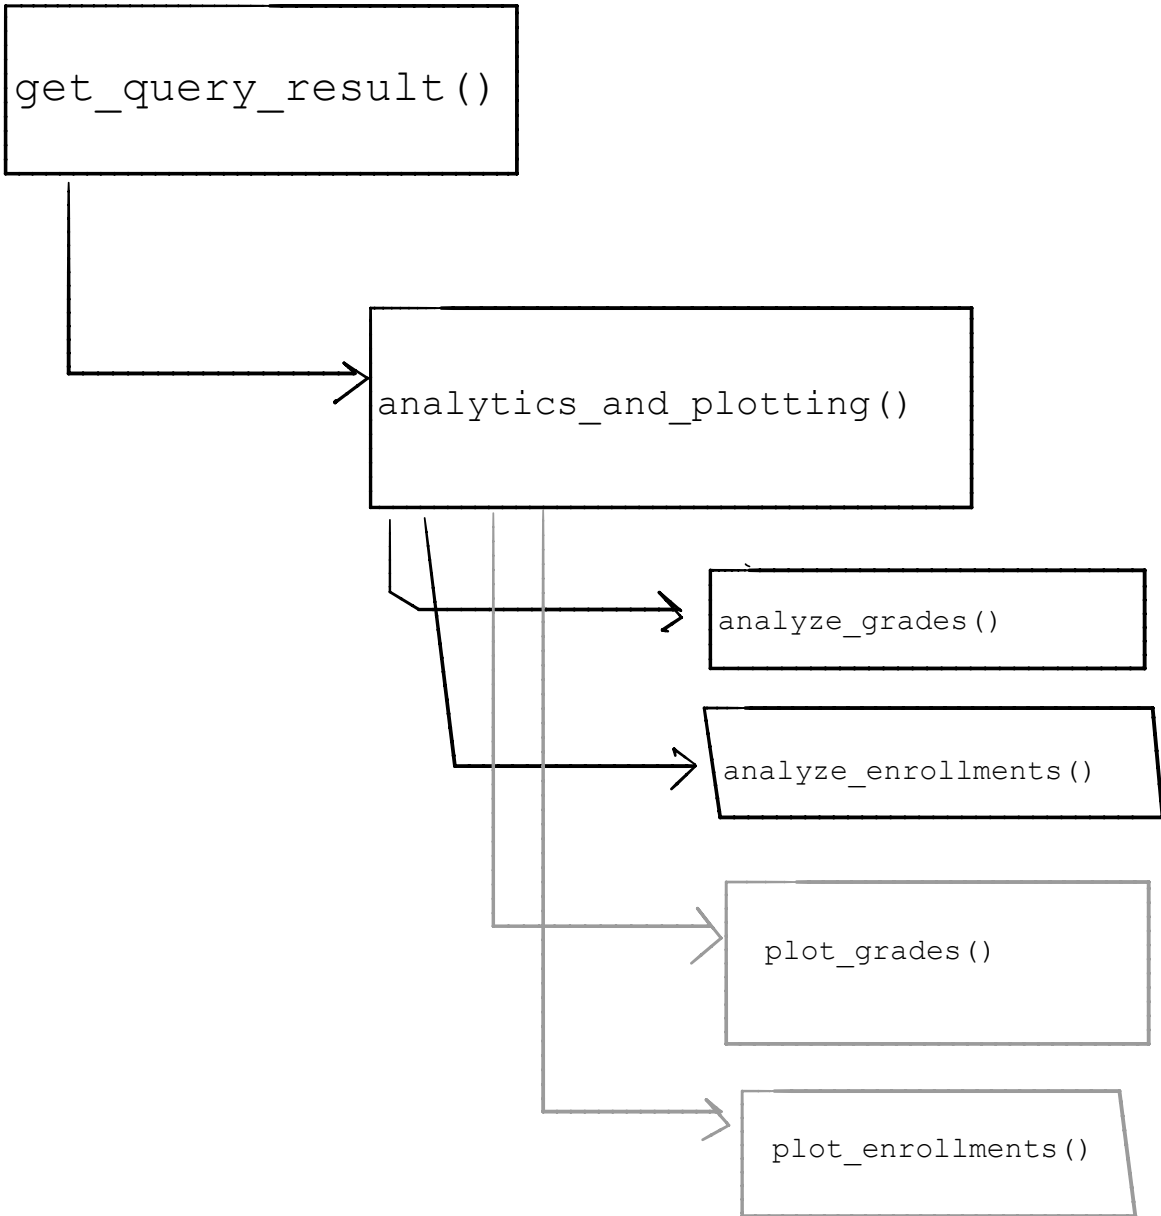 get_query_result()
analytics_and_plotting()
analyze_grades()
analyze_enrollments()
plot_grades()
plot_enrollments()